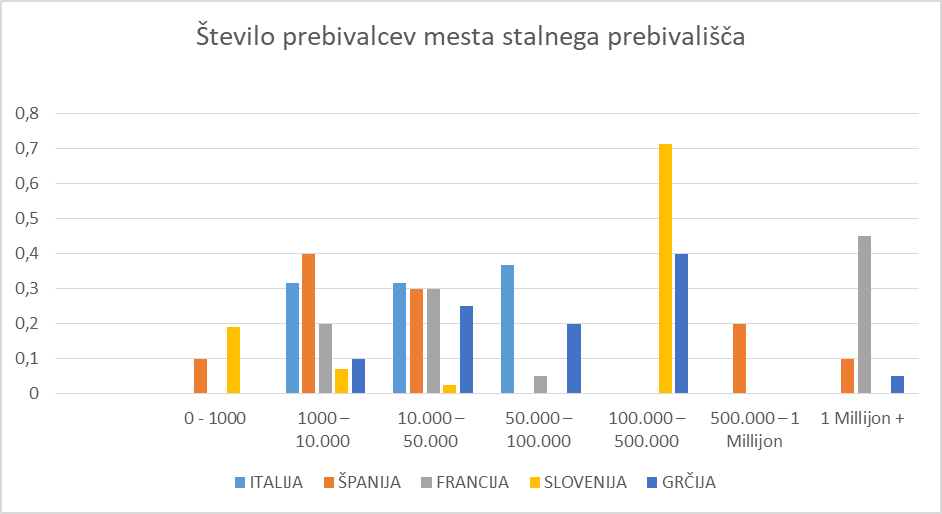 Število prebivalcev mesta stalnega prebivališča
0,8
0,7
0,6
0,5
0,4
0,3
0,2
0,1
0
0 - 1000
1000 –
10.000
10.000 –
50.000
50.000 –
100.000
100.000 –
500.000
500.000 – 1
Millijon
1 Millijon +
ITALIJA ŠPANIJA FRANCIJA SLOVENIJA GRČIJA